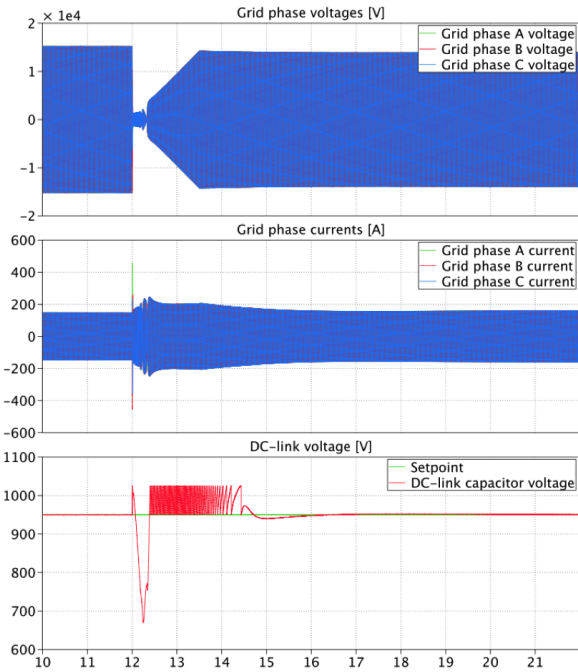 Grid phase voltages [V]
× 1e4
2
1
0
−1
−2
Grid phase A voltage
Grid phase B voltage
Grid phase C voltage
Grid phase currents [A]
600
400
200
0
−200
−400
−600
Grid phase A current
Grid phase B current
Grid phase C current
DC−link voltage [V]
1100
1000
900
800
700
600
Setpoint
DC−link capacitor voltage
10 11 12 13 14 15 16 17 18 19 20 21